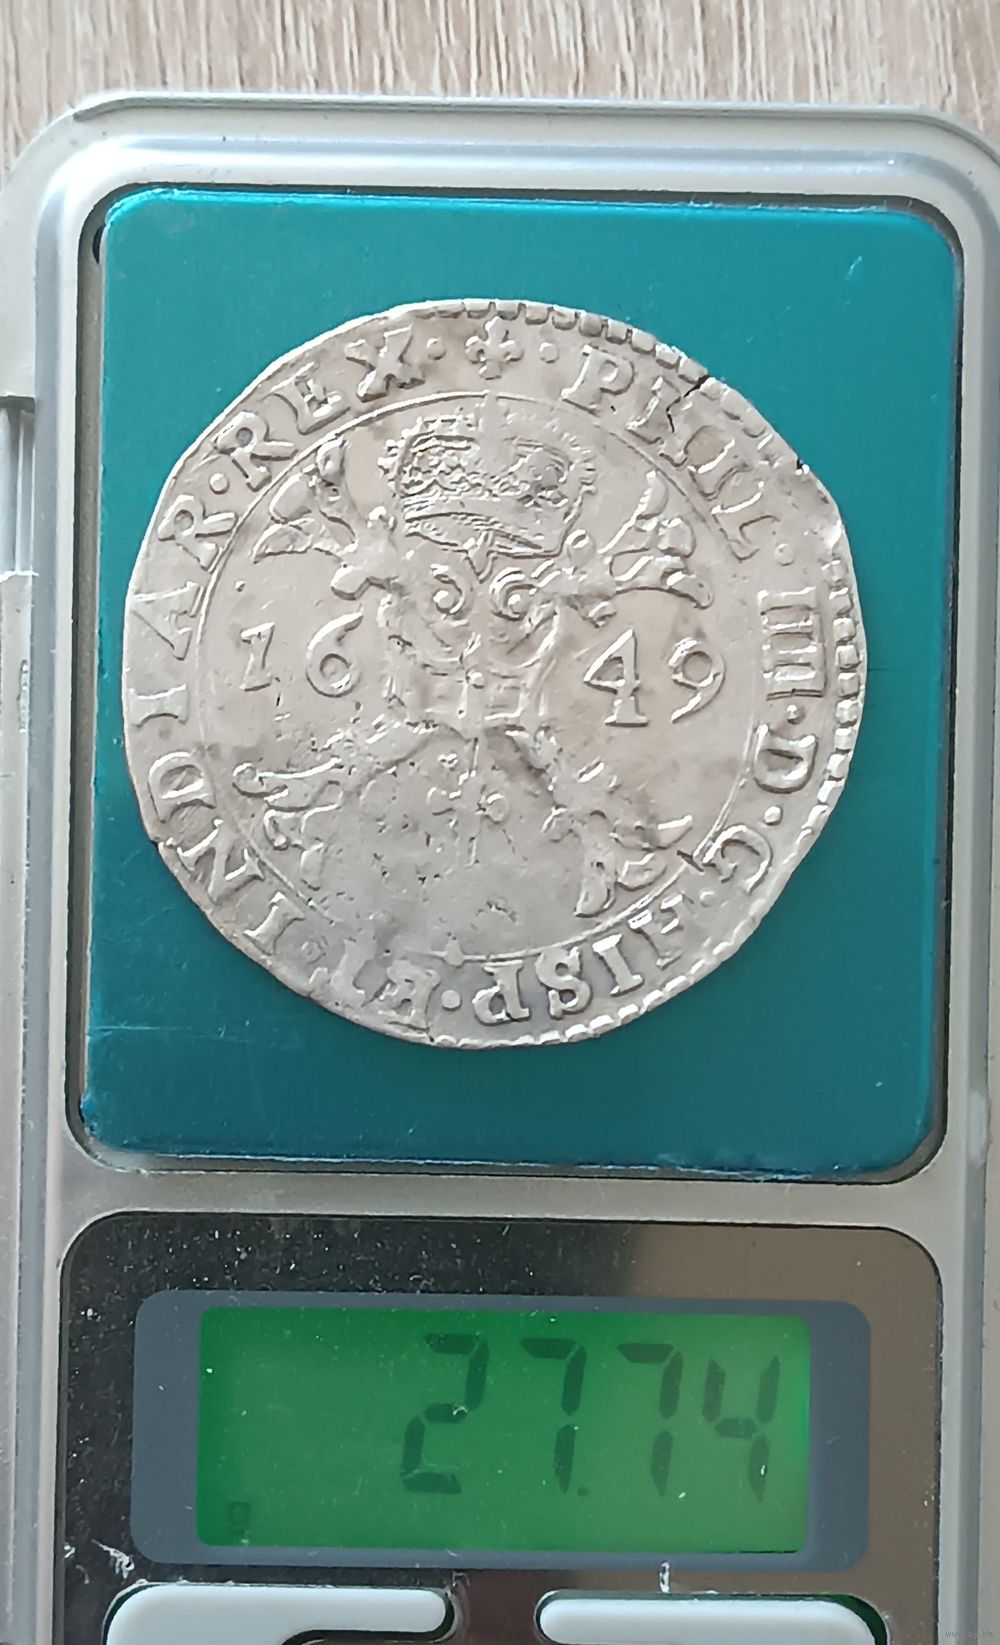 ·PHIL·IIII·D·G·HISP·ET·INDIAR·REX·
16 49
27.74
g